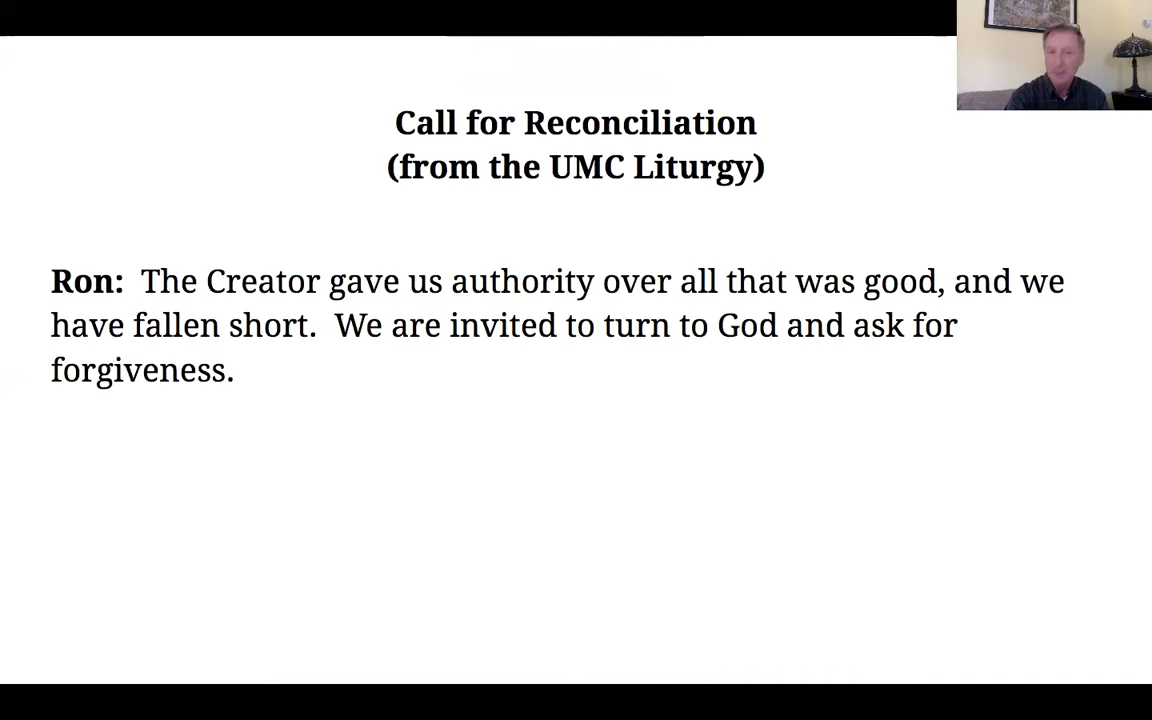 Call for Reconciliation
(from the UMC Liturgy)
Ron: The Creator gave us authority over all that was good, and we
have fallen short. We are invited to turn to God and ask for
forgiveness.